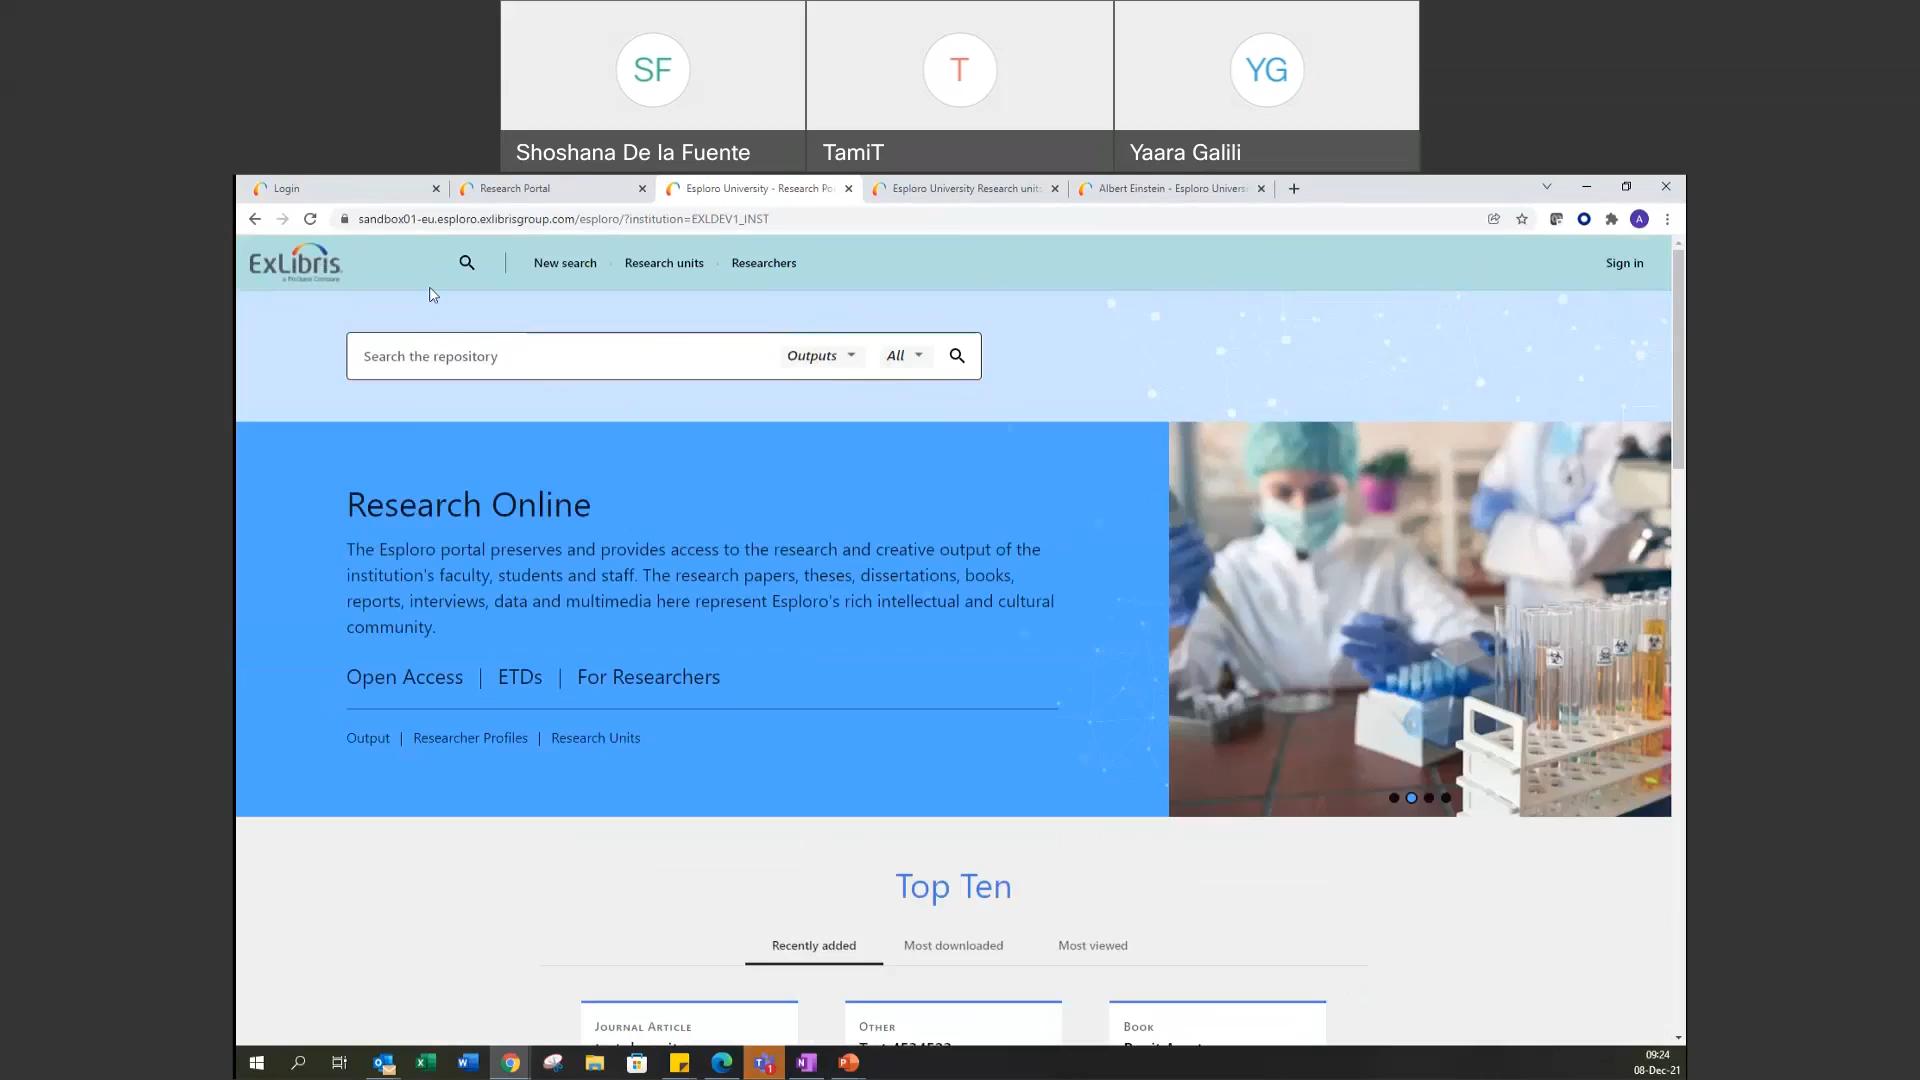 SF
T
YG
Shoshana De la Fuente
TamiT
Yaara Galili
Login
Research Portal
Esploro University - Research Po
Esploro University Research unit
Albert Einstein - Esploro Univers
sandbox01-eu.esploro.exlibrisgroup.com/esploro/?institution=EXLDEV1_INST
A
ExLibris
a ProQuest Company
New search
Research units
Researchers
Sign in
Search the repository
Outputs
All
Research Online
The Esploro portal preserves and provides access to the research and creative output of the
institution's faculty, students and staff. The research papers, theses, dissertations, books,
reports, interviews, data and multimedia here represent Esploro's rich intellectual and cultural
community.
Open Access | ETDs | For Researchers
Output | Researcher Profiles | Research Units
Top Ten
Recently added
Most downloaded
Most viewed
JOURNAL ARTICLE
OTHER
BOOK
09:24
08-Dec-21